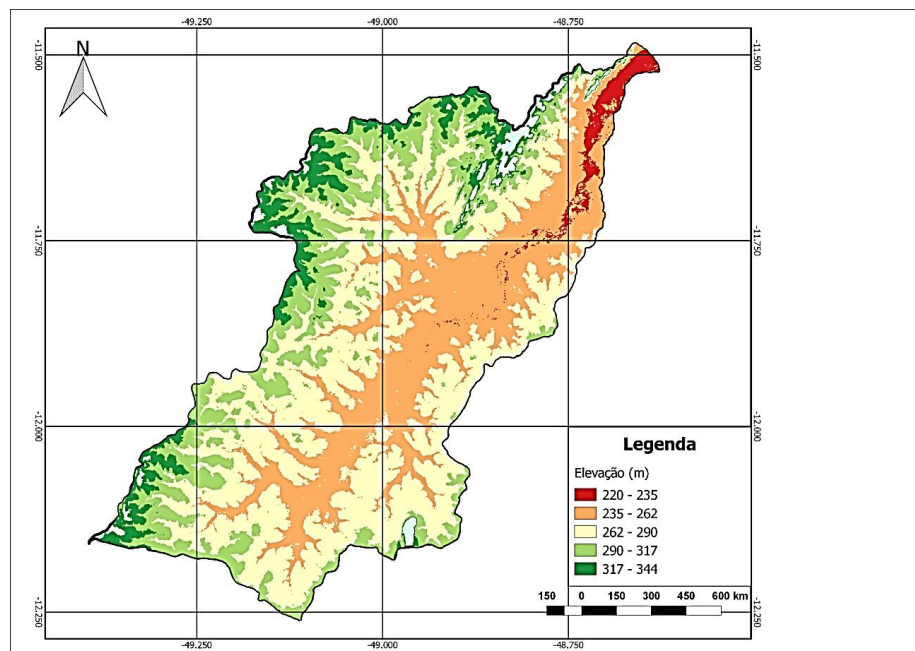 -49.250 -49.000 -48.750
N
-11.500 -11.500
-11.750 -11.750
-12.000 -12.000
Legenda
Elevação (m)
220 - 235
235 - 262
262 - 290
290 - 317
317 - 344
150 0 150 300 450 600 km
-12.250 -12.250
-49.250 -49.000 -48.750